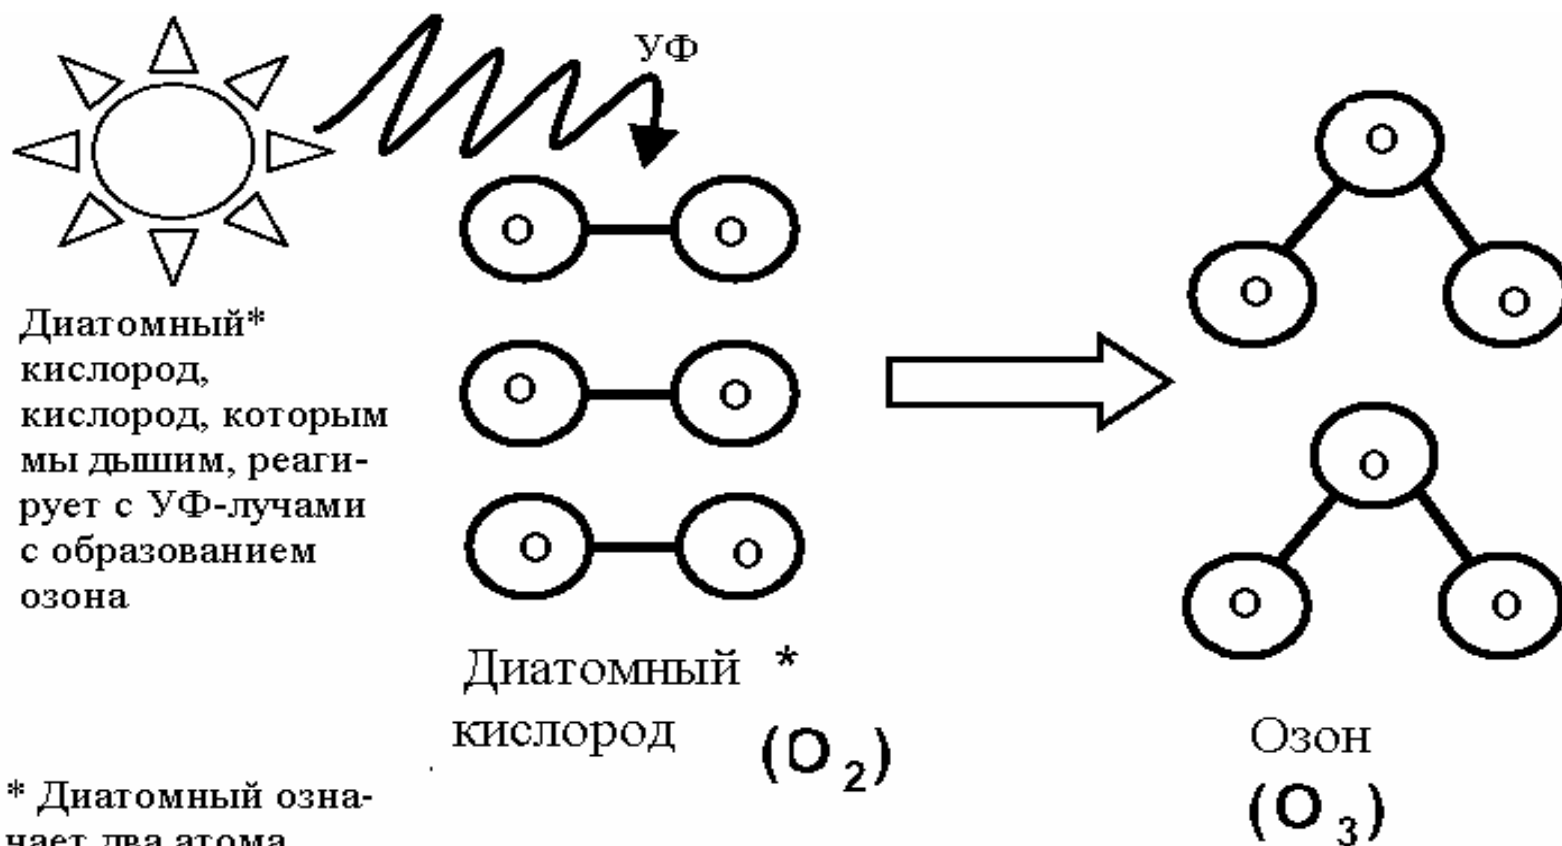 УФ
O O
O O
O O
Диатомный*
кислород,
кислород, которым
мы дышим, реаги-
рует с УФ-лучами
с образованием
озона
Диатомный *
кислород (O2)
O
O O
O
O O
Озон
(O3)
* Диатомный озна-
чает два атома